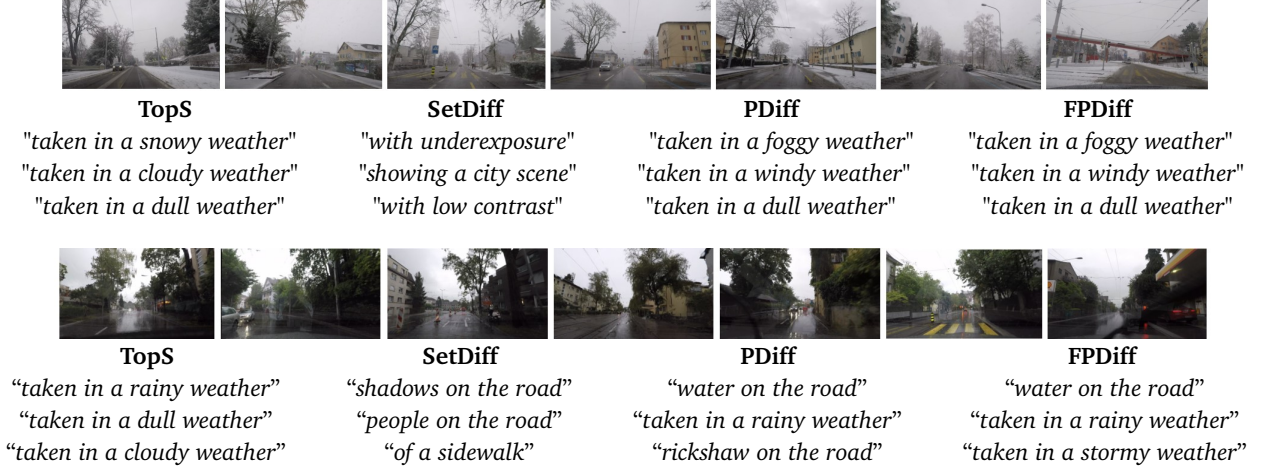 TopS SetDiff PDiff FPDiff
"taken in a snowy weather" "with underexposure" "taken in a foggy weather" "taken in a foggy weather"
"taken in a cloudy weather" "showing a city scene" "taken in a windy weather" "taken in a windy weather"
"taken in a dull weather" "with low contrast" "taken in a dull weather" "taken in a dull weather"
TopS SetDiff PDiff FPDiff
“taken in a rainy weather” “shadows on the road” “water on the road” “water on the road”
“taken in a dull weather” “people on the road” “taken in a rainy weather” “taken in a rainy weather”
“taken in a cloudy weather” “of a sidewalk” “rickshaw on the road” “taken in a stormy weather”